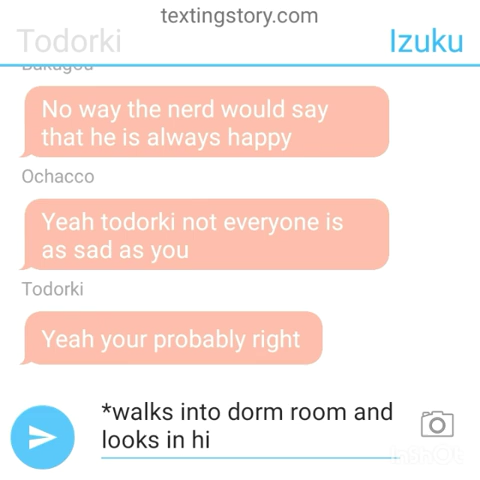 textingstory.com
Todorki
Izuku
Bakugou
No way the nerd would say
that he is always happy
Ochacco
Yeah todorki not everyone is
as sad as you
Todorki
Yeah your probably right
*walks into dorm room and
looks in hi
InShOt